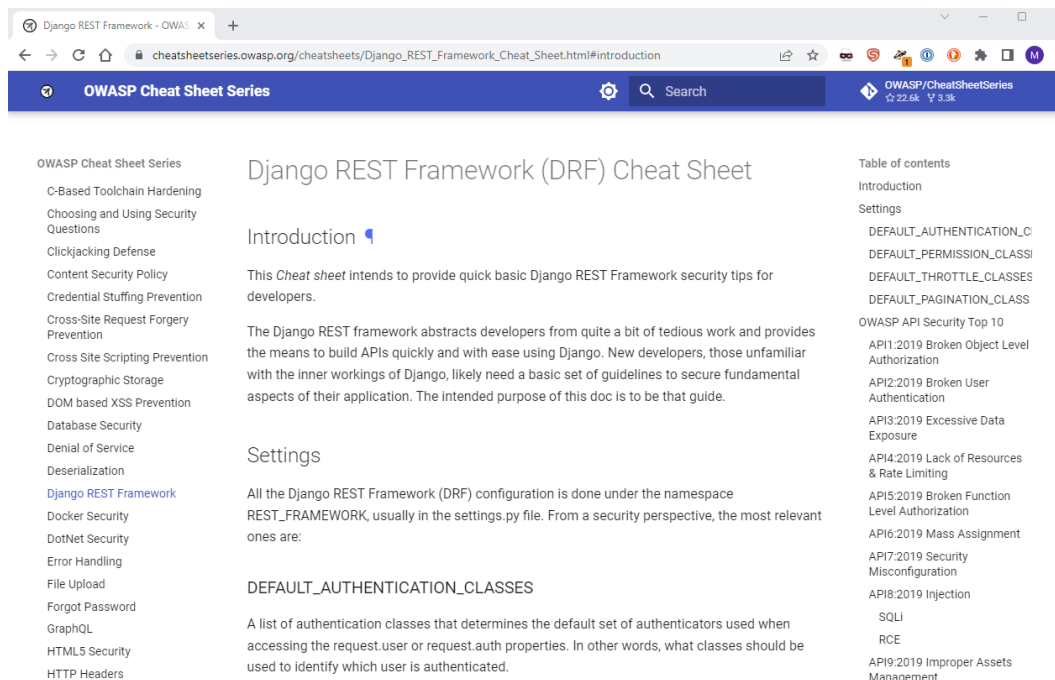 Django REST Framework - OWAS
cheatsheetseries.owasp.org/cheatsheets/Django_REST_Framework_Cheat_Sheet.html#introduction
1
M
OWASP Cheat Sheet Series
Search
OWASP/CheatSheetSeries
22.6k 3.3k
OWASP Cheat Sheet Series
C-Based Toolchain Hardening
Choosing and Using Security
Questions
Clickjacking Defense
Content Security Policy
Credential Stuffing Prevention
Cross-Site Request Forgery
Prevention
Cross Site Scripting Prevention
Cryptographic Storage
DOM based XSS Prevention
Database Security
Denial of Service
Deserialization
Django REST Framework
Docker Security
DotNet Security
Error Handling
File Upload
Forgot Password
GraphQL
HTML5 Security
HTTP Headers
Django REST Framework (DRF) Cheat Sheet
Introduction ¶
This Cheat sheet intends to provide quick basic Django REST Framework security tips for
developers.
The Django REST framework abstracts developers from quite a bit of tedious work and provides
the means to build APIs quickly and with ease using Django. New developers, those unfamiliar
with the inner workings of Django, likely need a basic set of guidelines to secure fundamental
aspects of their application. The intended purpose of this doc is to be that guide.
Settings
All the Django REST Framework (DRF) configuration is done under the namespace
REST_FRAMEWORK, usually in the settings.py file. From a security perspective, the most relevant
ones are:
DEFAULT_AUTHENTICATION_CLASSES
A list of authentication classes that determines the default set of authenticators used when
accessing the request.user or request.auth properties. In other words, what classes should be
used to identify which user is authenticated.
Table of contents
Introduction
Settings
DEFAULT_AUTHENTICATION_C
DEFAULT_PERMISSION_CLASS
DEFAULT_THROTTLE_CLASSES
DEFAULT_PAGINATION_CLASS
OWASP API Security Top 10
API1:2019 Broken Object Level
Authorization
API2:2019 Broken User
Authentication
API3:2019 Excessive Data
Exposure
API4:2019 Lack of Resources
& Rate Limiting
API5:2019 Broken Function
Level Authorization
API6:2019 Mass Assignment
API7:2019 Security
Misconfiguration
API8:2019 Injection
SQLi
RCE
API9:2019 Improper Assets
Management